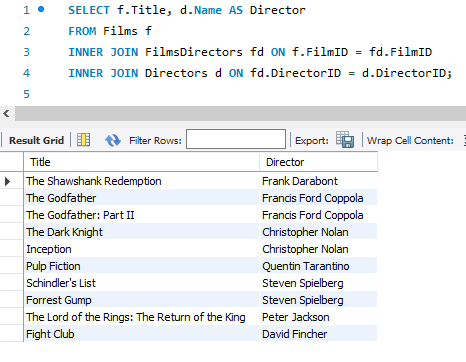 1 SELECT f.Title, d.Name AS Director
2 FROM Films f
3 INNER JOIN FilmsDirectors fd ON f.FilmID = fd.FilmID
4 INNER JOIN Directors d ON fd.DirectorID = d.DirectorID;
5
Result Grid Filter Rows: Export: Wrap Cell Content:
Title Director
The Shawshank Redemption Frank Darabont
The Godfather Francis Ford Coppola
The Godfather: Part II Francis Ford Coppola
The Dark Knight Christopher Nolan
Inception Christopher Nolan
Pulp Fiction Quentin Tarantino
Schindler's List Steven Spielberg
Forrest Gump Steven Spielberg
The Lord of the Rings: The Return of the King Peter Jackson
Fight Club David Fincher